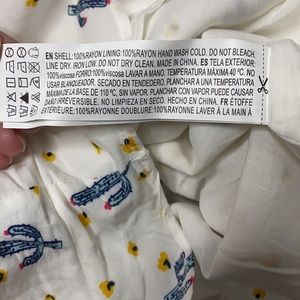 EN SHELL:100%RAYON LINING:100%RAYON HAND WASH COLD. DO NOT BLEACH,
LINE DRY. IRON LOW. DO NOT DRY CLEAN. MADE IN CHINA. ES TELA EXTERIOR:
100%viscosa FORRO:100%viscosa LAVAR A MANO. TEMPERATURA MAXIMA 40 °C. NO
USAR BLANQUEADOR. SECADO EN TENDEDERO. PLANCHADO A UNA TEMPERATURA
MÁXIMA DE LA BASE DE 110 °C, SIN VAPOR. PLANCHAR CON VAPOR PUEDE CAUSAR DAÑO
IRREVERSIBLE. NO LIMPIEZA EN SECO. HECHO EN CHINA. FR ÉTOFFE
EXTÉRIEURE:100%RAYONNE DOUBLURE:100%RAYONNE LAVER À LA MAIN À